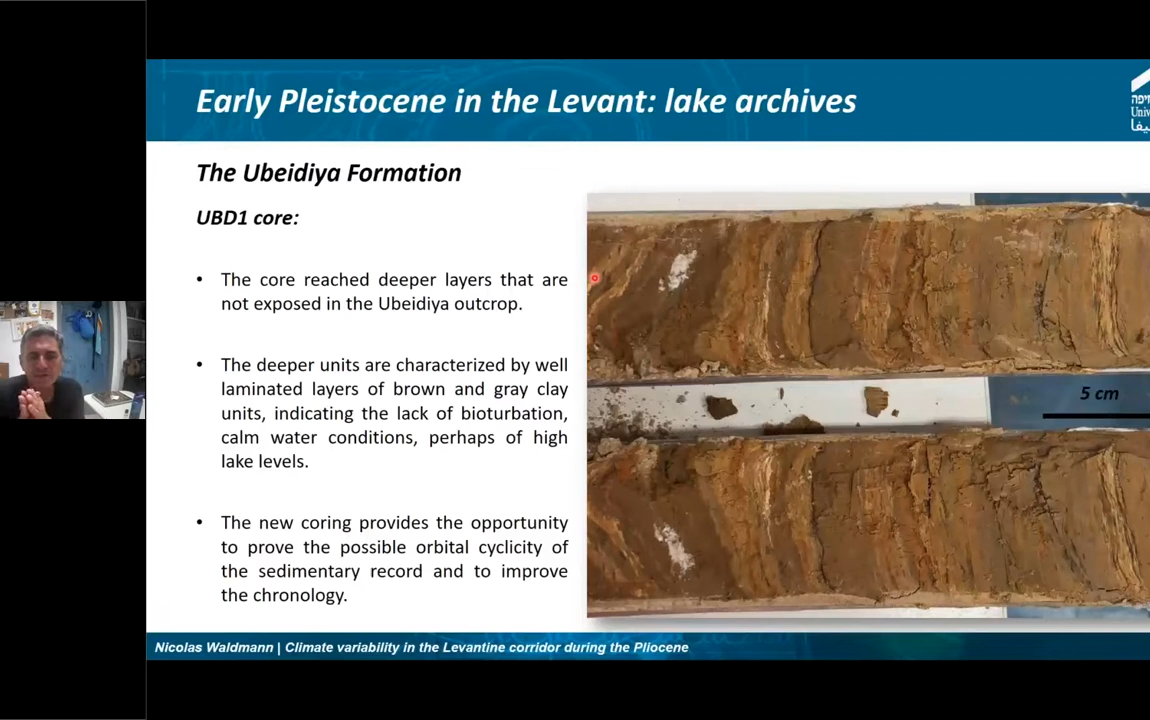 Early Pleistocene in the Levant: lake archives
The Ubeidiya Formation
UBD1 core:
• The core reached deeper layers that are
not exposed in the Ubeidiya outcrop.
• The deeper units are characterized by well
laminated layers of brown and gray clay
units, indicating the lack of bioturbation,
calm water conditions, perhaps of high
lake levels.
• The new coring provides the opportunity
to prove the possible orbital cyclicity of
the sedimentary record and to improve
the chronology.
5 cm
Nicolas Waldmann | Climate variability in the Levantine corridor during the Pliocene